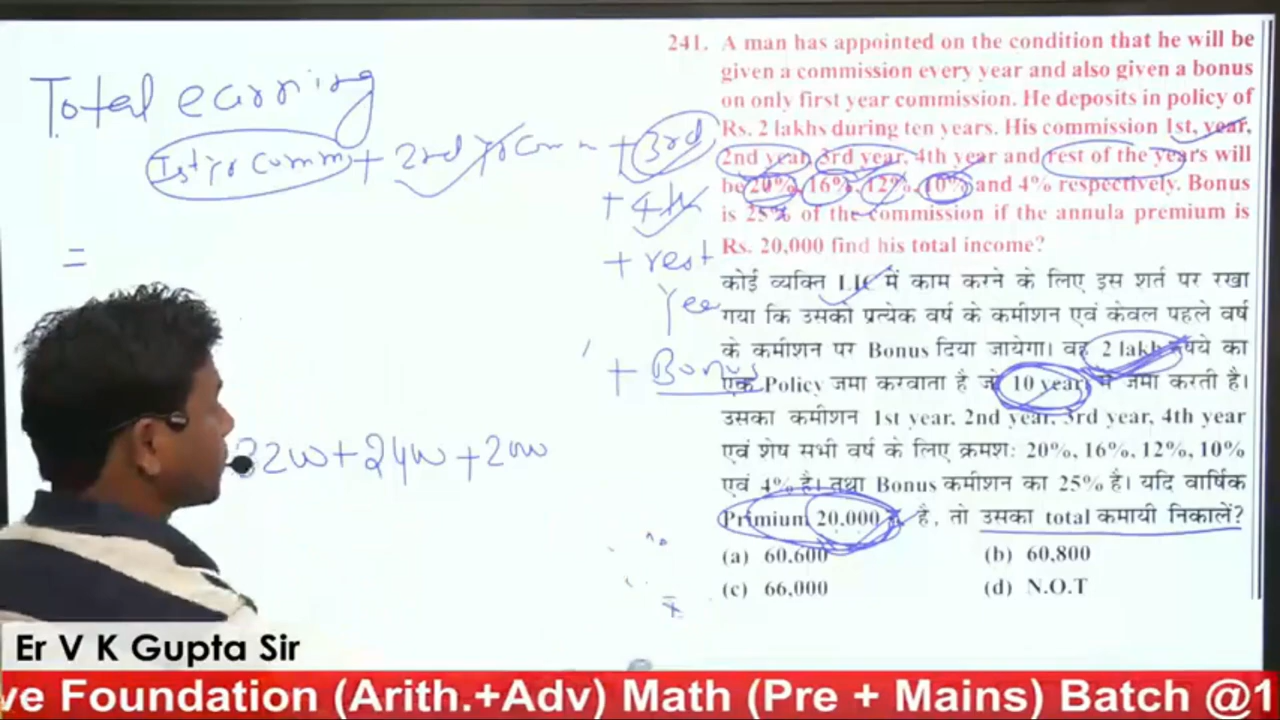 Total earning
Ist yr comm + 2nd yr com + 3rd
+ 4th
+ rest
Yee
+ Bonus
=
3200+2400+2000
241. A man has appointed on the condition that he will be
given a commission every year and also given a bonus
on only first year commission. He deposits in policy of
Rs. 2 lakhs during ten years. His commission 1st, year,
2nd year, 3rd year, 4th year and rest of the years will
be 20%, 16%, 12%, 10% and 4% respectively. Bonus
is 25% of the commission if the annula premium is
Rs. 20,000 find his total income?
कोई व्यक्ति LIC में काम करने के लिए इस शर्त पर रखा
गया कि उसको प्रत्येक वर्ष के कमीशन एवं केवल पहले वर्ष
के कमीशन पर Bonus दिया जायेगा। वह 2 lakh रुपये का
एक Policy जमा करवाता है जो 10 year में जमा करती है।
उसका कमीशन 1st year, 2nd year, 3rd year, 4th year
एवं शेष सभी वर्ष के लिए क्रमश: 20%, 16%, 12%, 10%
एवं 4% है। तथा Bonus कमीशन का 25% है। यदि वार्षिक
Primium 20,000 है, तो उसका total कमायी निकालें?
(a) 60,600 (b) 60,800
(c) 66,000 (d) N.O.T
Er V K Gupta Sir
ve Foundation (Arith.+Adv) Math (Pre + Mains) Batch @1